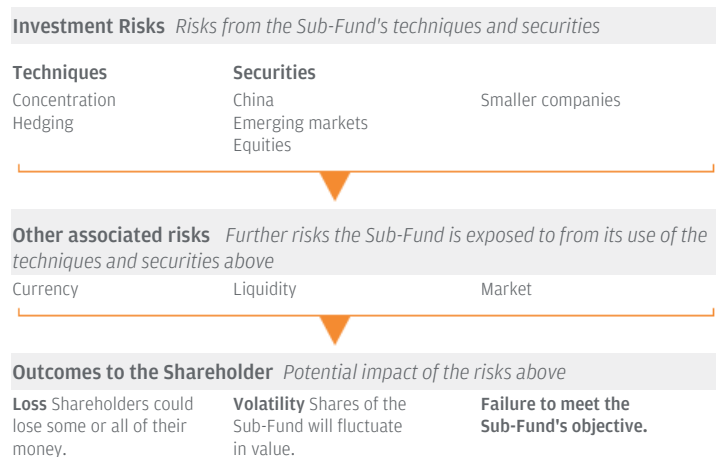 Investment Risks Risks from the Sub-Fund's techniques and securities
Techniques
Concentration
Hedging
Securities
China
Emerging markets
Equities
Smaller companies
Other associated risks Further risks the Sub-Fund is exposed to from its use of the
techniques and securities above
Currency
Liquidity
Market
Outcomes to the Shareholder Potential impact of the risks above
Loss Shareholders could
lose some or all of their
money.
Volatility Shares of the
Sub-Fund will fluctuate
in value.
Failure to meet the
Sub-Fund's objective.